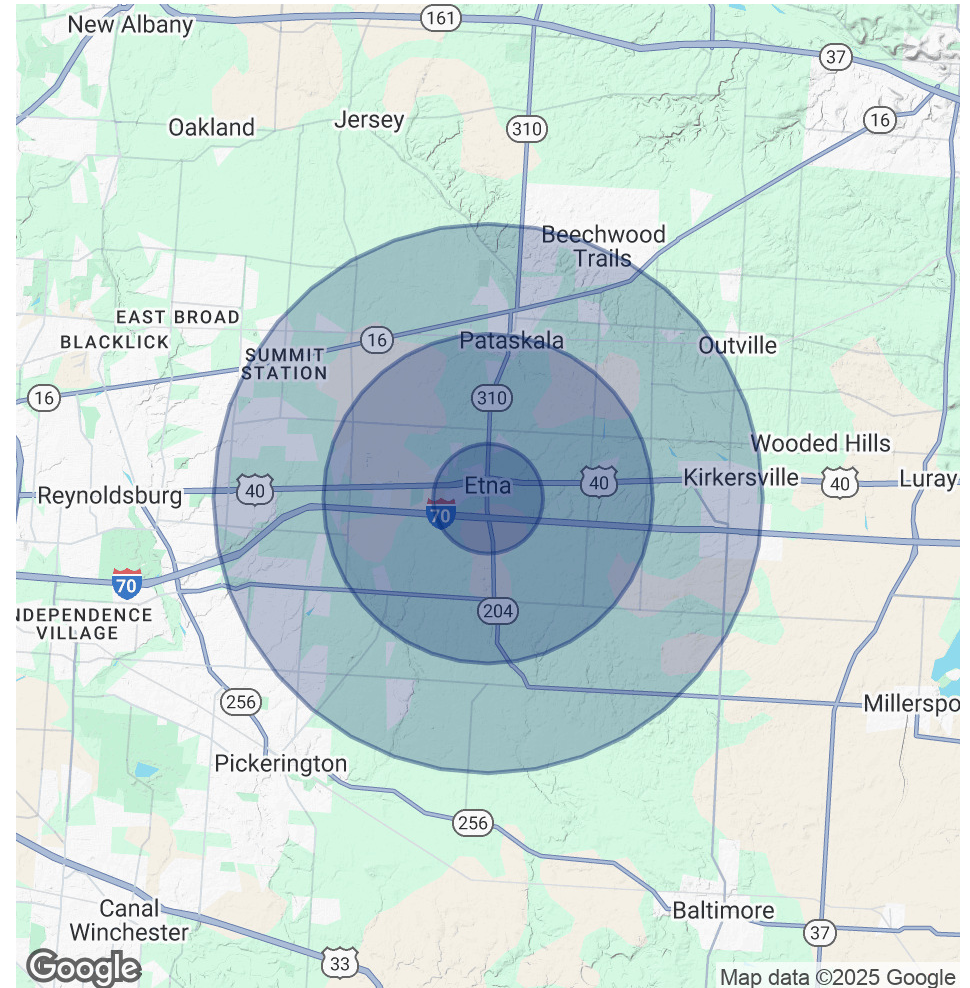 161
New Albany
37
16
Oakland
Jersey
310
Beechwood
Trails
EAST BROAD
BLACKLICK
16
Pataskala
Outville
SUMMIT
STATION
16
310
Wooded Hills
Reynoldsburg
40
Etna
40
Kirkersville
40
Luray
70
70
204
NDEPENDENCE
VILLAGE
256
Millerspo
Pickerington
256
Canal
Winchester
Baltimore
37
33
Google
Map data ©2025 Google